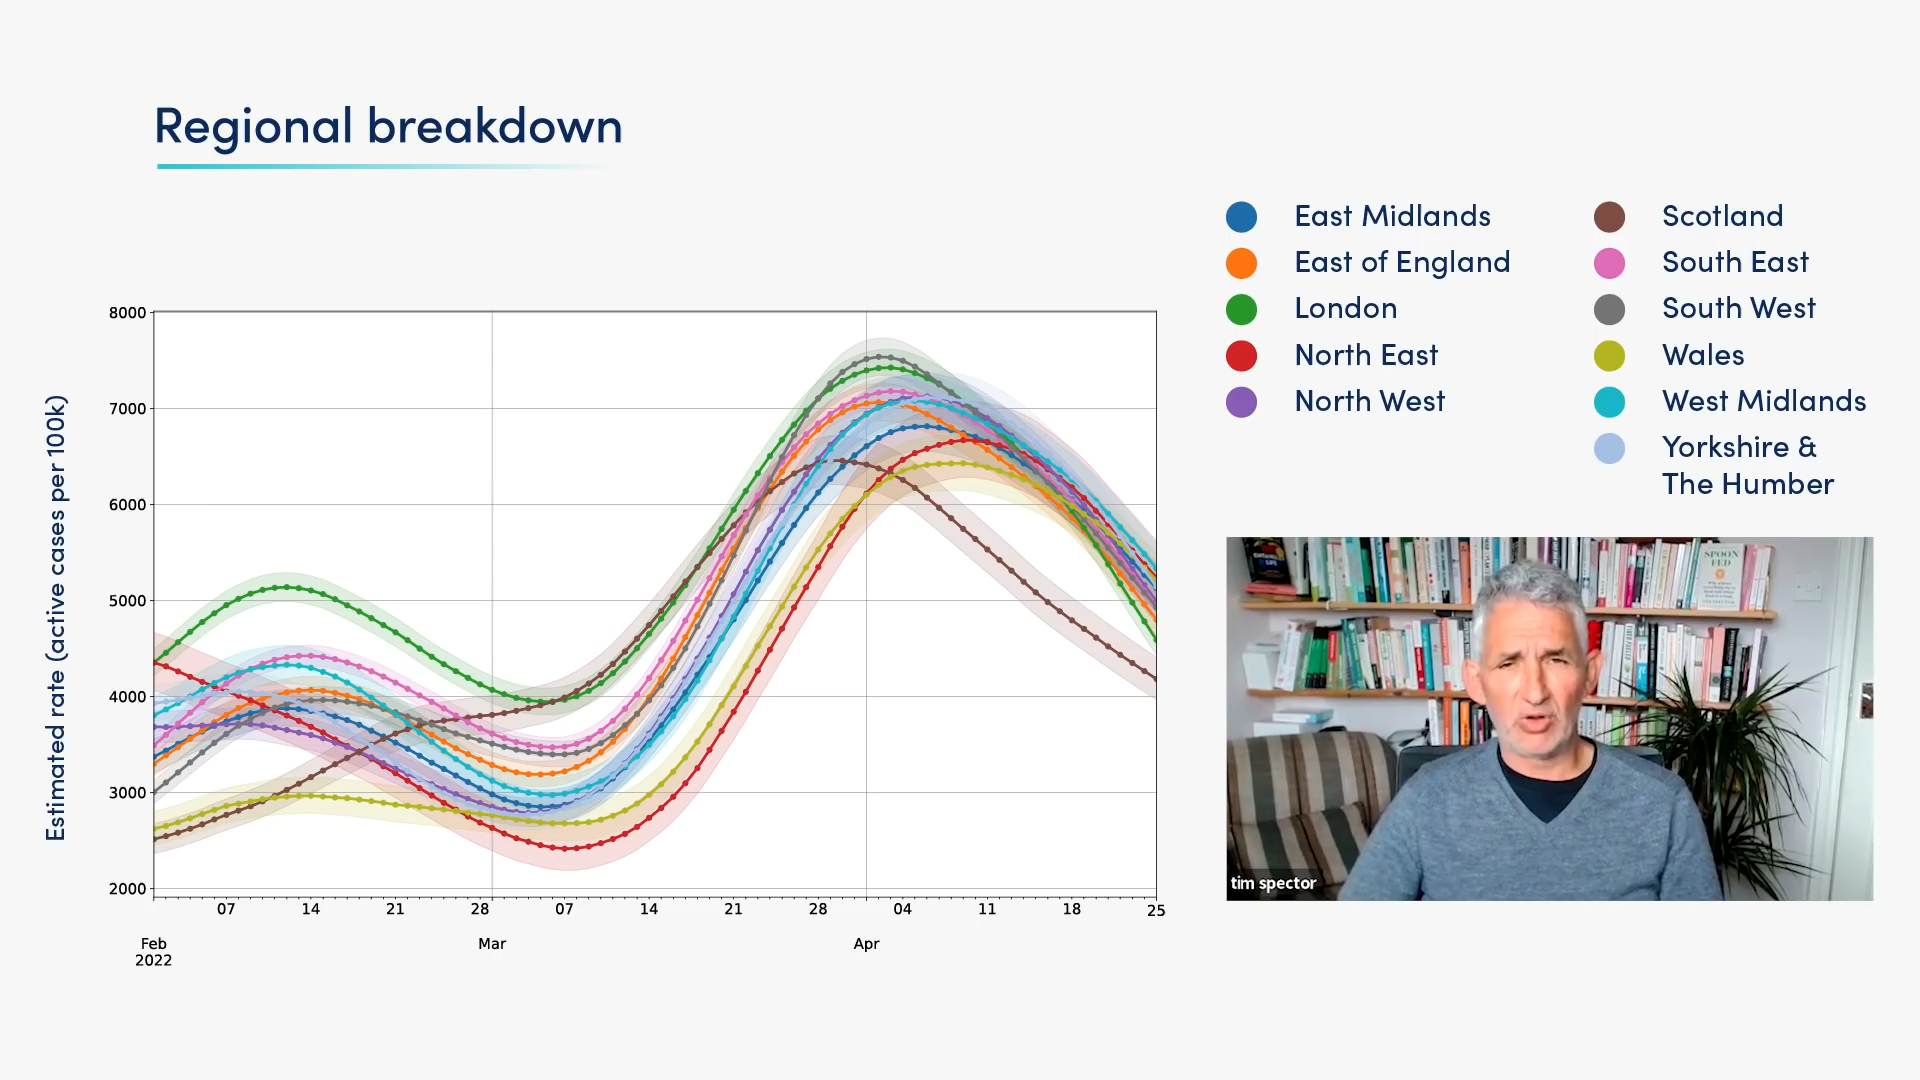 Regional breakdown
East Midlands
East of England
London
North East
North West
Scotland
South East
South West
Wales
West Midlands
Yorkshire &
The Humber
Estimated rate (active cases per 100k)
8000
7000
6000
5000
4000
3000
2000
07 14 21 28 07 14 21 28 04 11 18 25
Feb Mar Apr
2022
SPOON
FED
tim spector